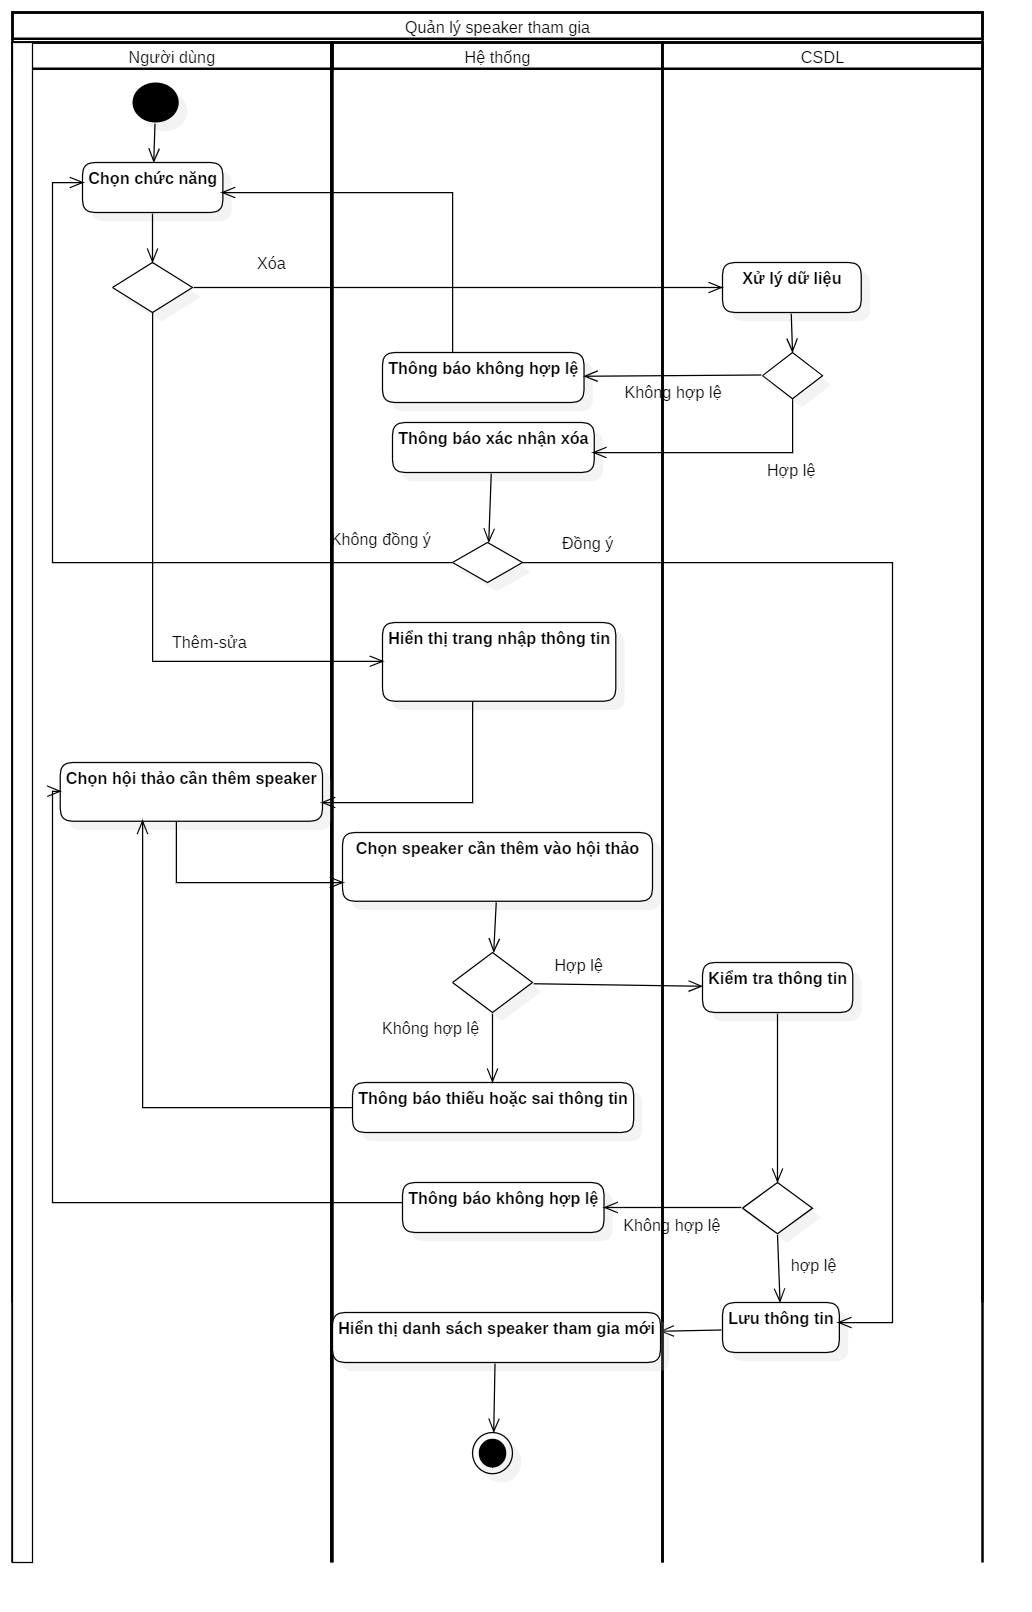 Quản lý speaker tham gia
Người dùng
Hệ thống
CSDL
Chọn chức năng
Xóa
Xử lý dữ liệu
Thông báo không hợp lệ
Không hợp lệ
Thông báo xác nhận xóa
Hợp lệ
Không đồng ý
Đồng ý
Thêm-sửa
Hiển thị trang nhập thông tin
Chọn hội thảo cần thêm speaker
Chọn speaker cần thêm vào hội thảo
Hợp lệ
Kiểm tra thông tin
Không hợp lệ
Thông báo thiếu hoặc sai thông tin
Thông báo không hợp lệ
Không hợp lệ
hợp lệ
Hiển thị danh sách speaker tham gia mới
Lưu thông tin